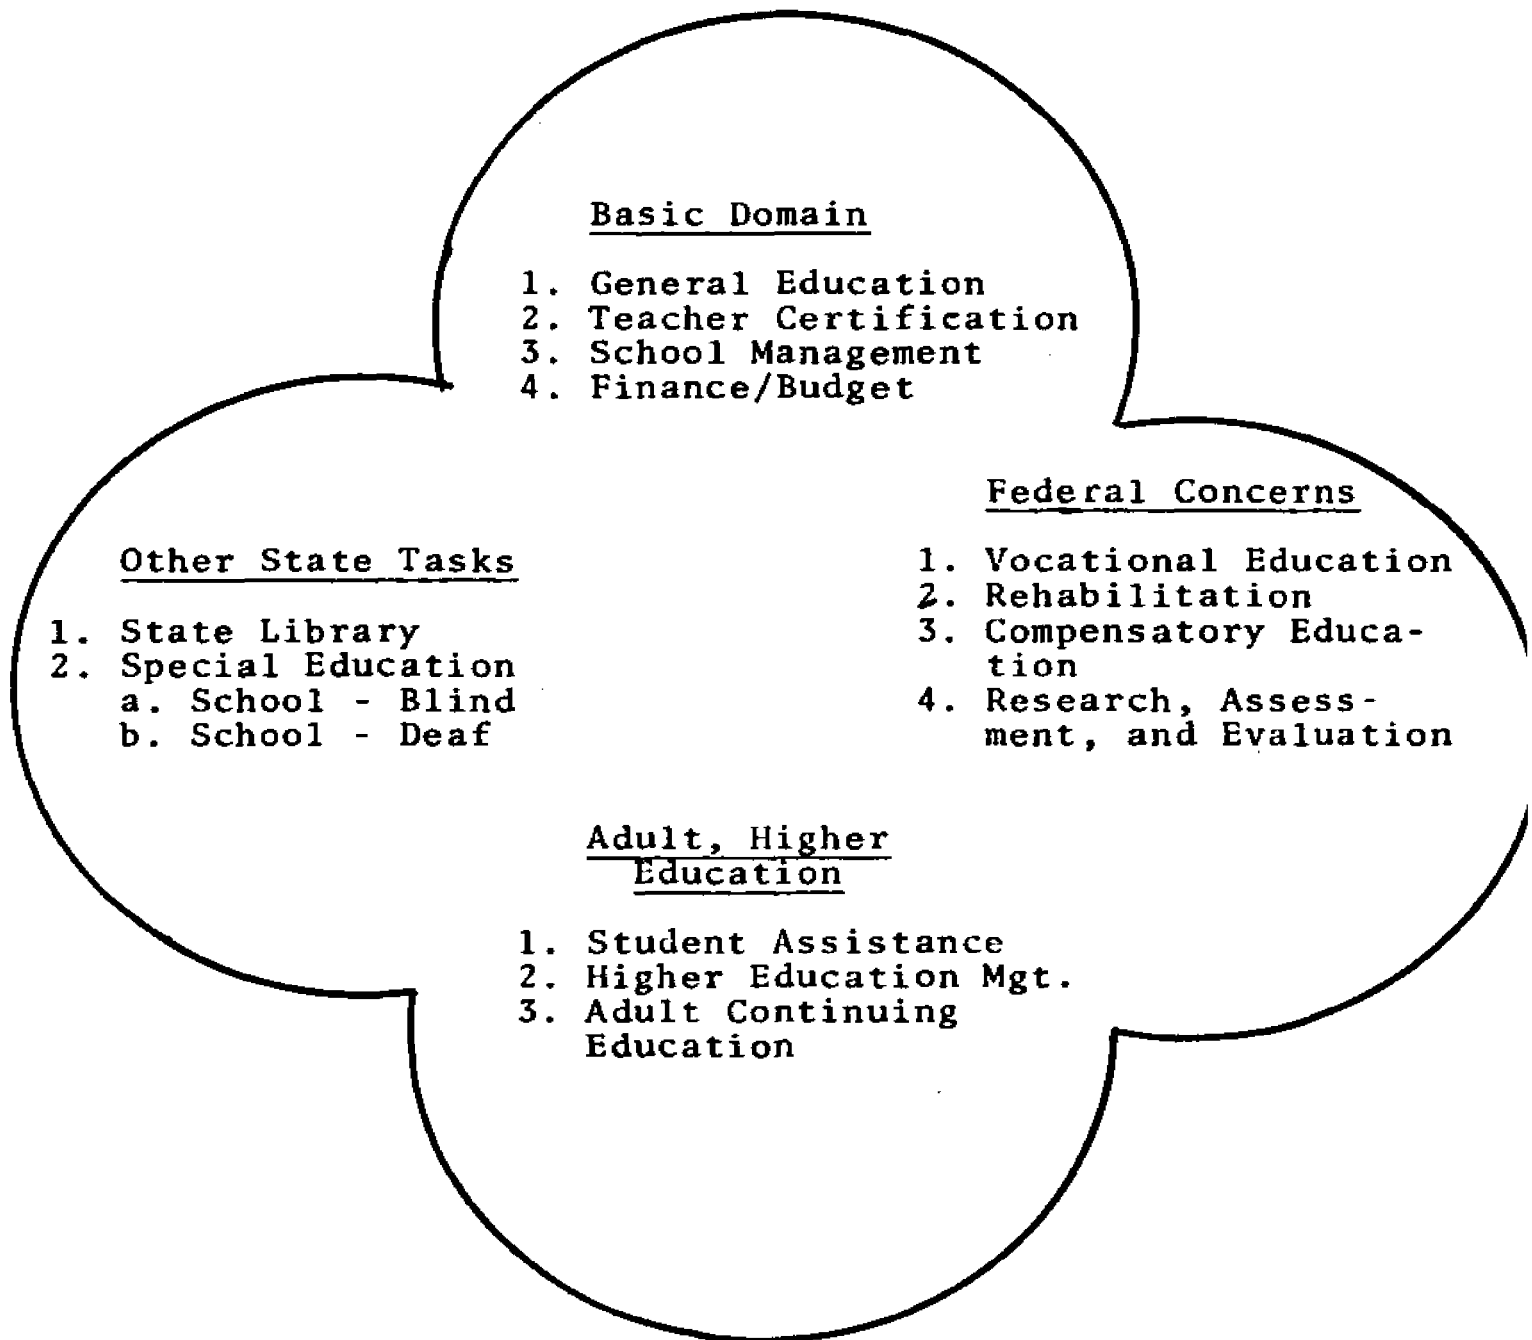 Basic Domain
1. General Education
2. Teacher Certification
3. School Management
4. Finance/Budget
Other State Tasks
1. State Library
2. Special Education
a. School - Blind
b. School - Deaf
Federal Concerns
1. Vocational Education
2. Rehabilitation
3. Compensatory Educa-
tion
4. Research, Assess-
ment, and Evaluation
Adult, Higher
Education
1. Student Assistance
2. Higher Education Mgt.
3. Adult Continuing
Education